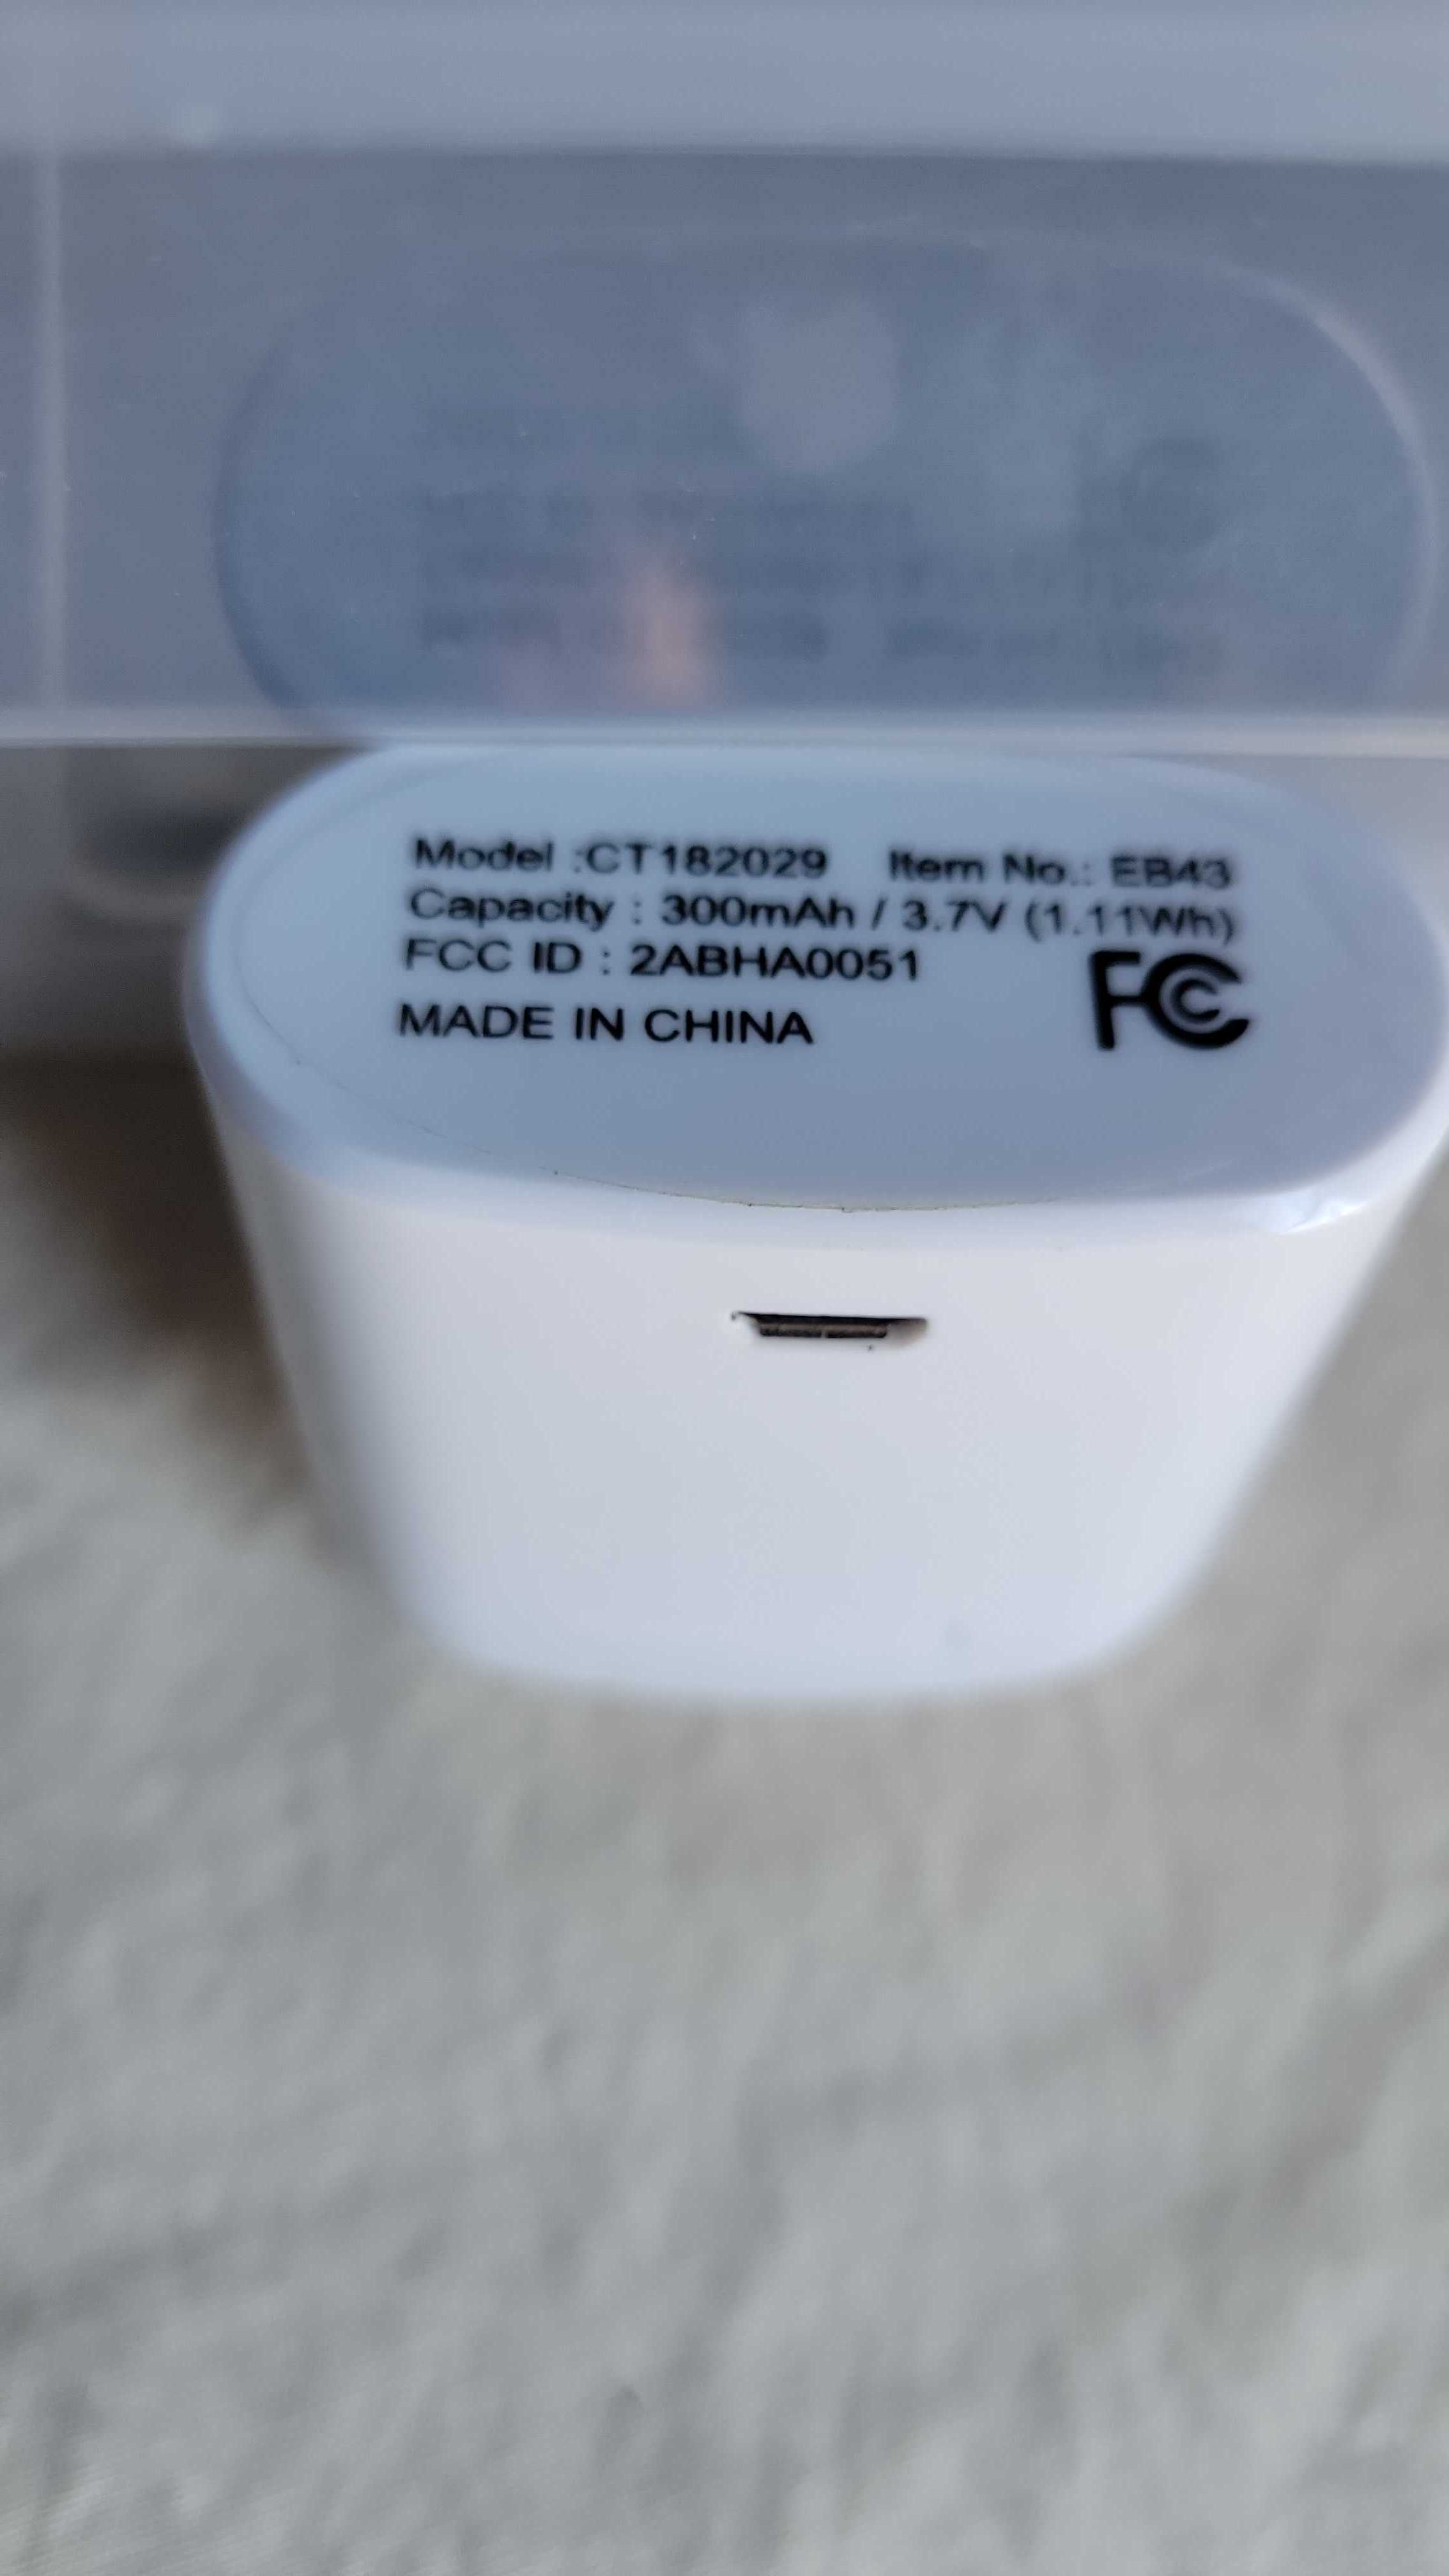 Model :CT182029 Item No.: EB43
Capacity : 300mAh / 3.7V (1.11Wh)
FCC ID : 2ABHA0051
MADE IN CHINA
FC